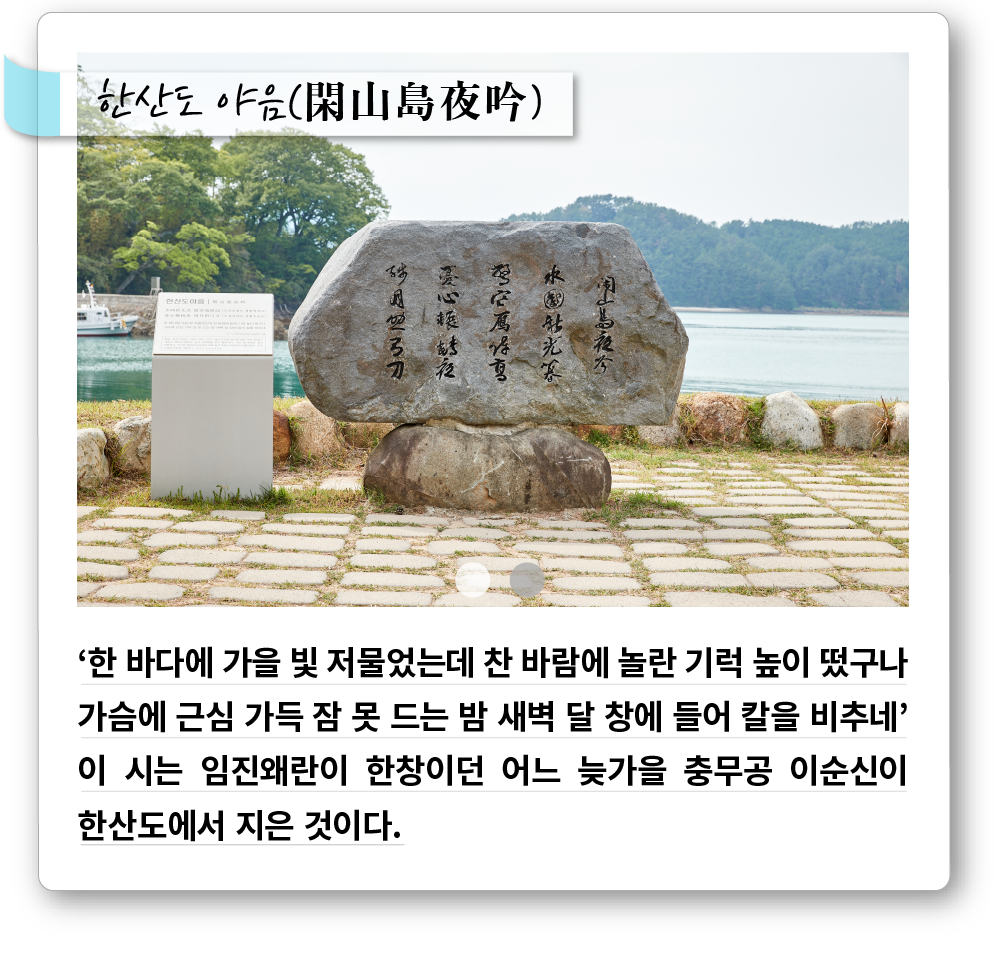 한산도 야음(閑山島夜吟)
한산도야음
閑山島夜吟
水國秋光暮
驚寒雁陣高
憂心輾轉夜
殘月照弓刀
‘한 바다에 가을 빛 저물었는데 찬 바람에 놀란 기럭 높이 떴구나
가슴에 근심 가득 잠 못 드는 밤 새벽 달 창에 들어 칼을 비추네’
이 시는 임진왜란이 한창이던 어느 늦가을 충무공 이순신이
한산도에서 지은 것이다.